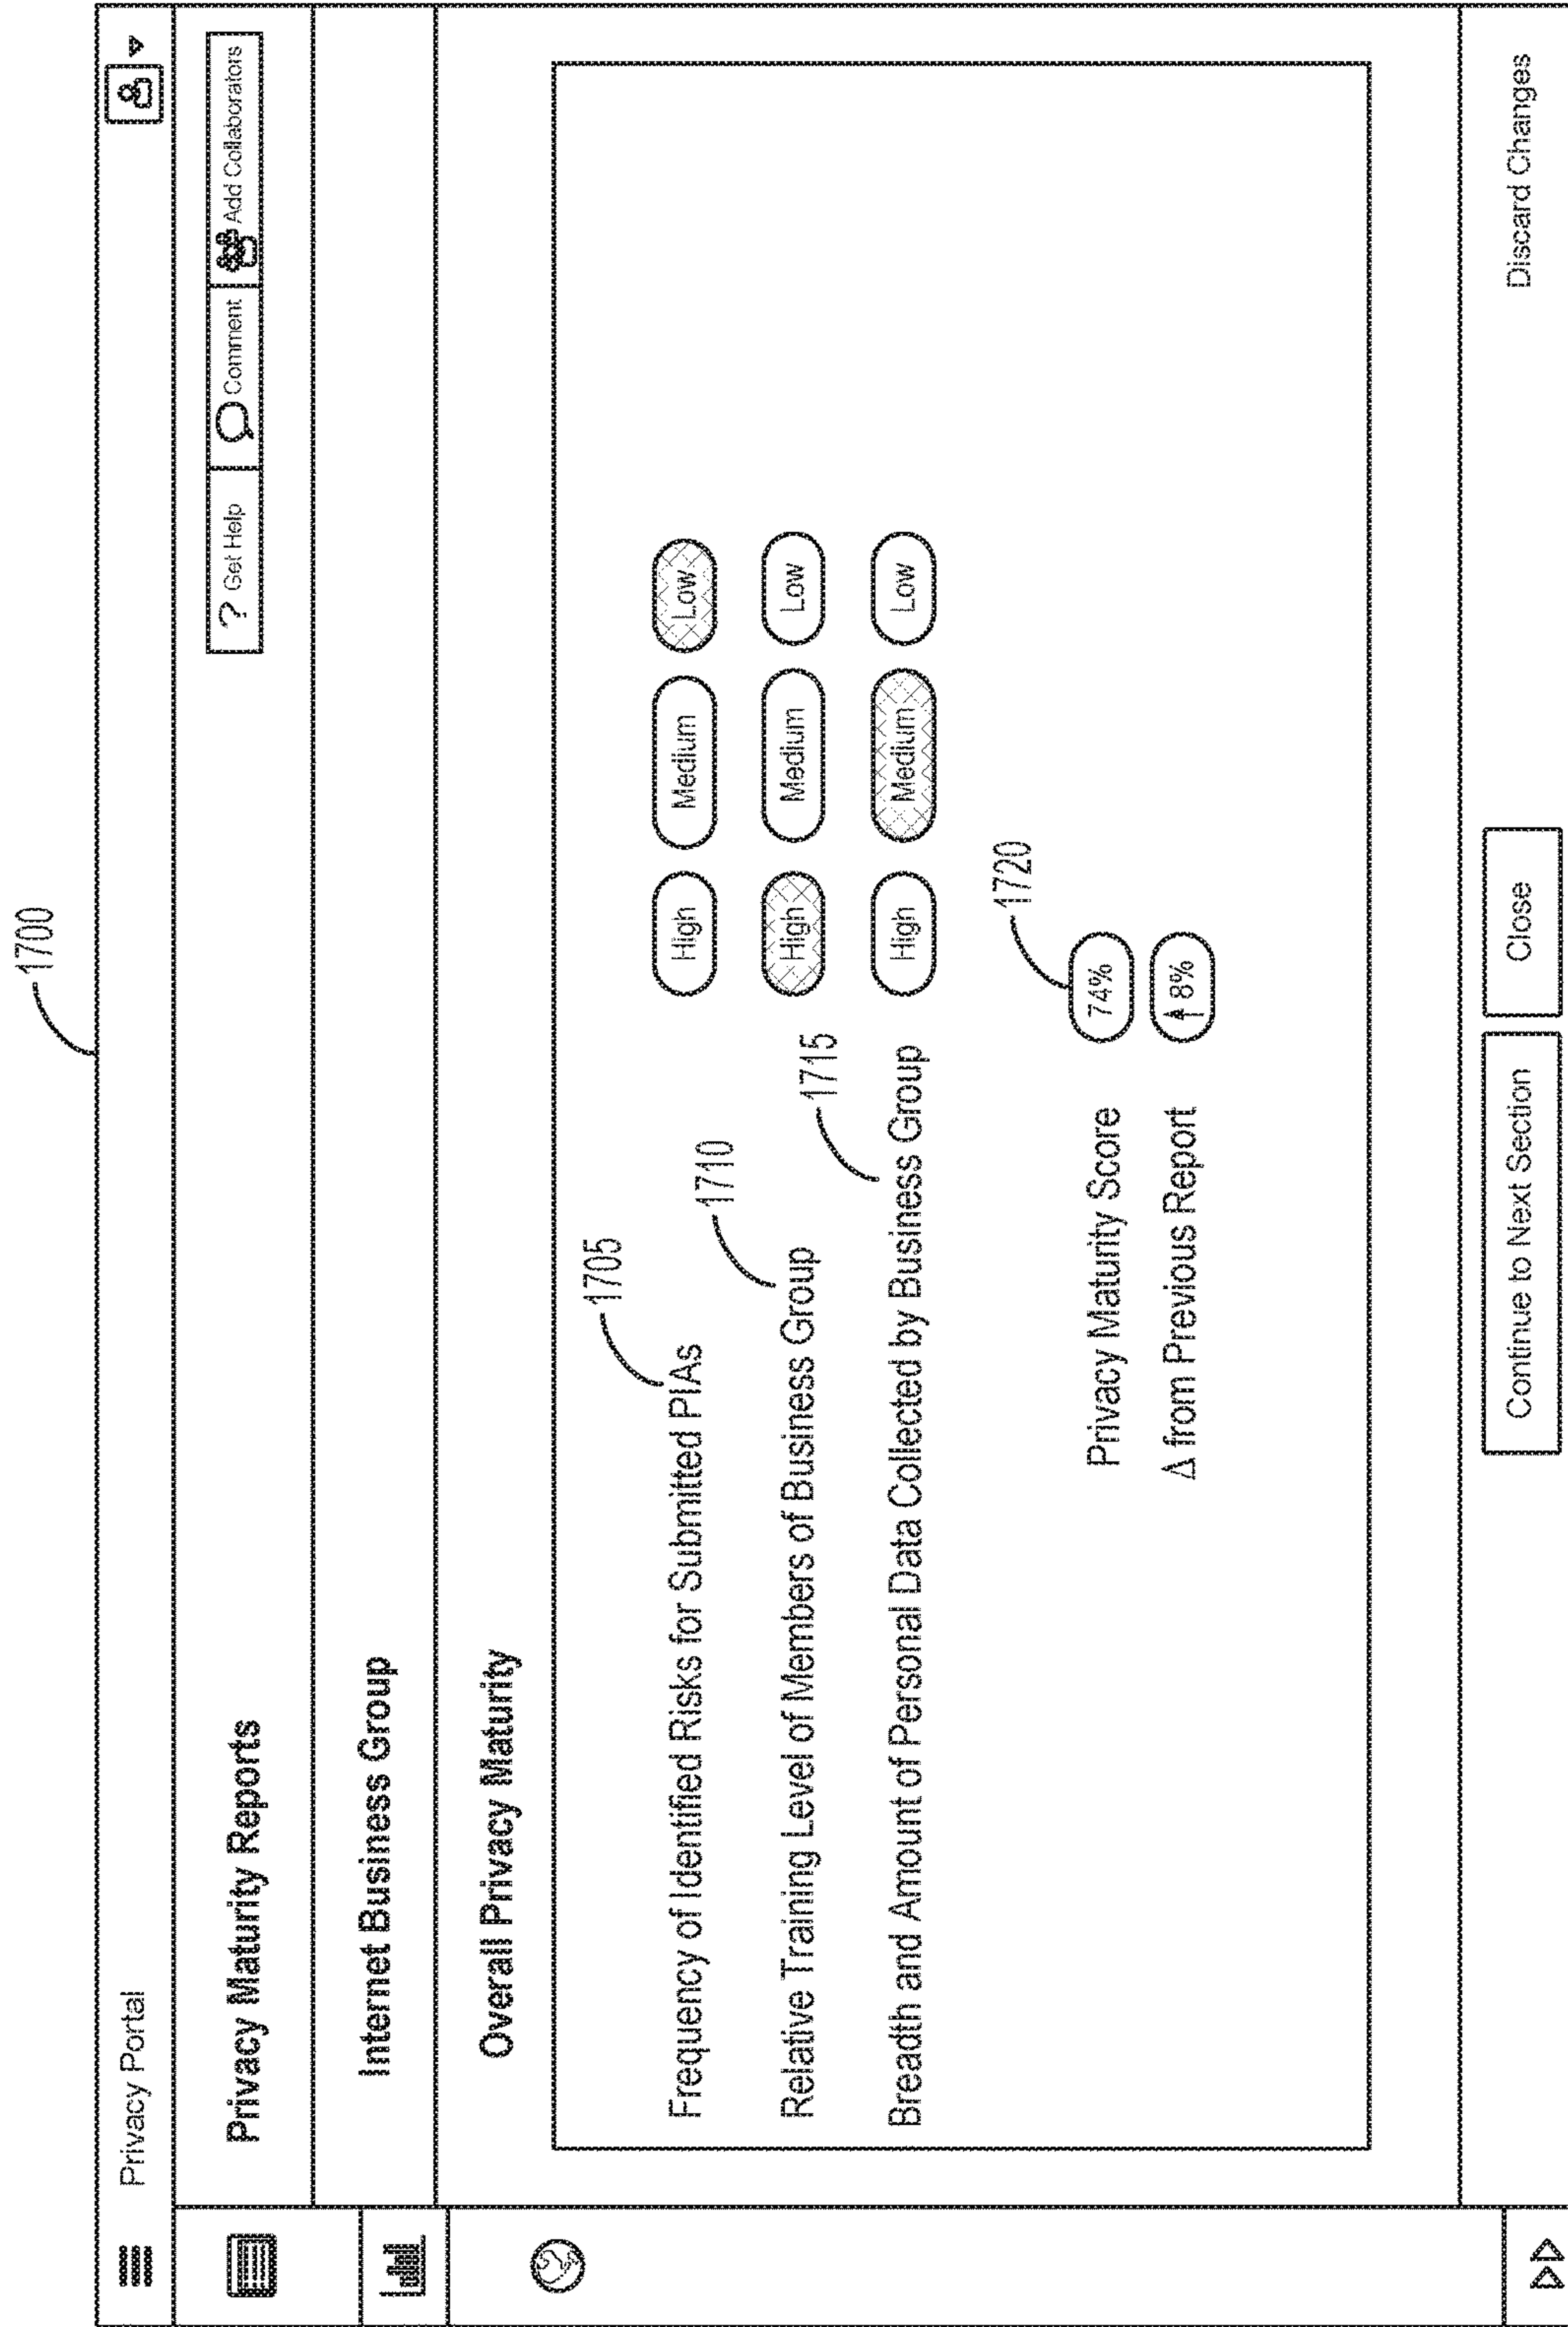 1700
Privacy Portal
Privacy Maturity Reports
? Get Help Comment Add Collaborators
Internet Business Group
Overall Privacy Maturity
1705
Frequency of Identified Risks for Submitted PIAs High Medium Low
1710
Relative Training Level of Members of Business Group High Medium Low
1715
Breadth and Amount of Personal Data Collected by Business Group High Medium Low
1720
Privacy Maturity Score 74%
Δ from Previous Report ↑ 8%
Continue to Next Section Close Discard Changes